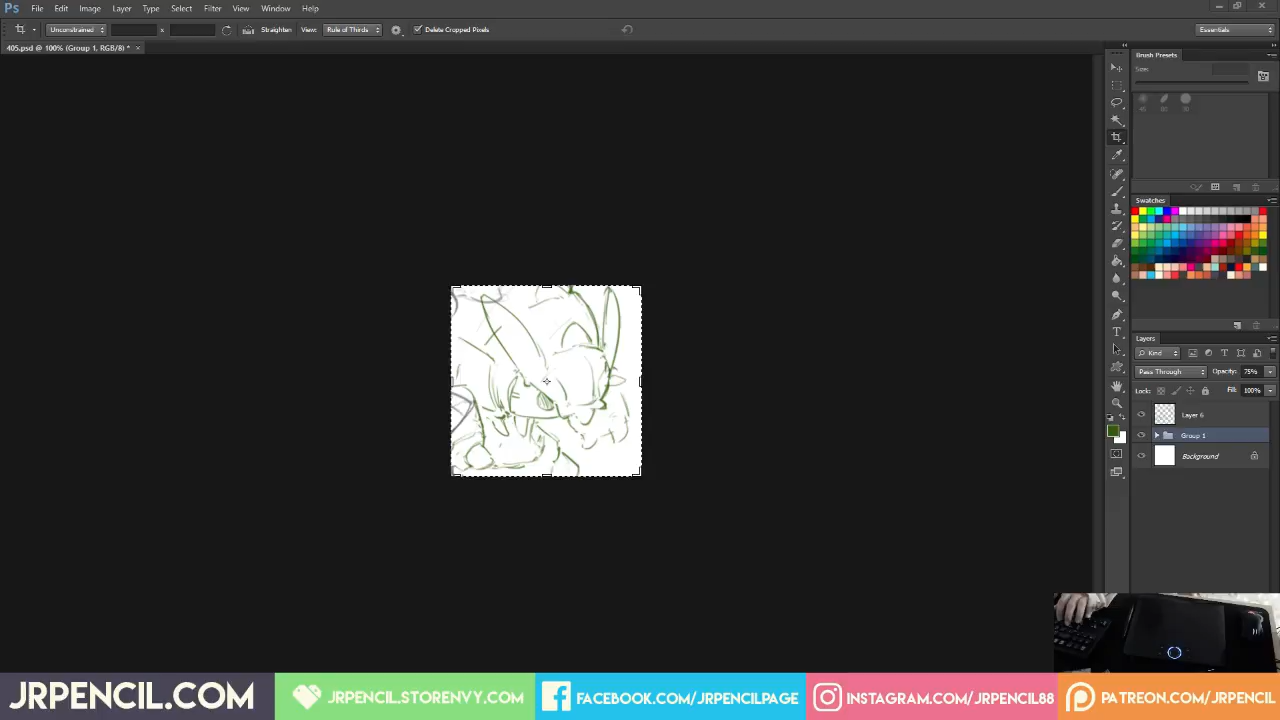 Ps File Edit Image Layer Type Select Filter View Window Help
Unconstrained x Straighten View: Rule of Thirds Delete Cropped Pixels Essentials
405.psd @ 100% (Group 1, RGB/8) * ×
Brush Presets
Size:
Swatches
Layers
Kind
Pass Through Opacity: 75%
Lock: Fill: 100%
Layer 6
Group 1
Background
JRPENCIL.COM JRPENCIL.STORENVY.COM FACEBOOK.COM/JRPENCILPAGE INSTAGRAM.COM/JRPENCIL88 PATREON.COM/JRPENCIL